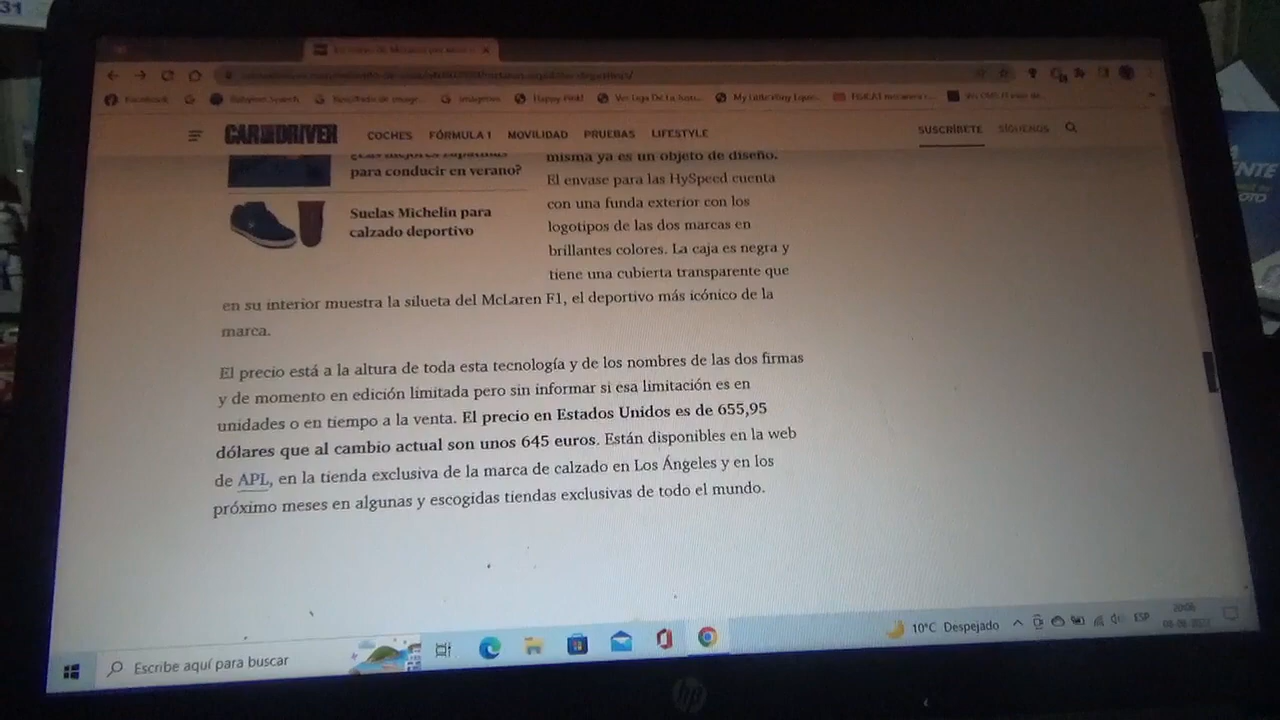 31
CAR AND DRIVER
COCHES FÓRMULA 1 MOVILIDAD PRUEBAS LIFESTYLE
SUSCRÍBETE SÍGUENOS
para conducir en verano?
Suelas Michelin para
calzado deportivo
misma ya es un objeto de diseño.
El envase para las HySpeed cuenta
con una funda exterior con los
logotipos de las dos marcas en
brillantes colores. La caja es negra y
tiene una cubierta transparente que
en su interior muestra la silueta del McLaren F1, el deportivo más icónico de la
marca.
El precio está a la altura de toda esta tecnología y de los nombres de las dos firmas
y de momento en edición limitada pero sin informar si esa limitación es en
unidades o en tiempo a la venta. El precio en Estados Unidos es de 655,95
dólares que al cambio actual son unos 645 euros. Están disponibles en la web
de APL, en la tienda exclusiva de la marca de calzado en Los Ángeles y en los
próximo meses en algunas y escogidas tiendas exclusivas de todo el mundo.
Escribe aquí para buscar
10°C Despejado
ESP
20:06
hp